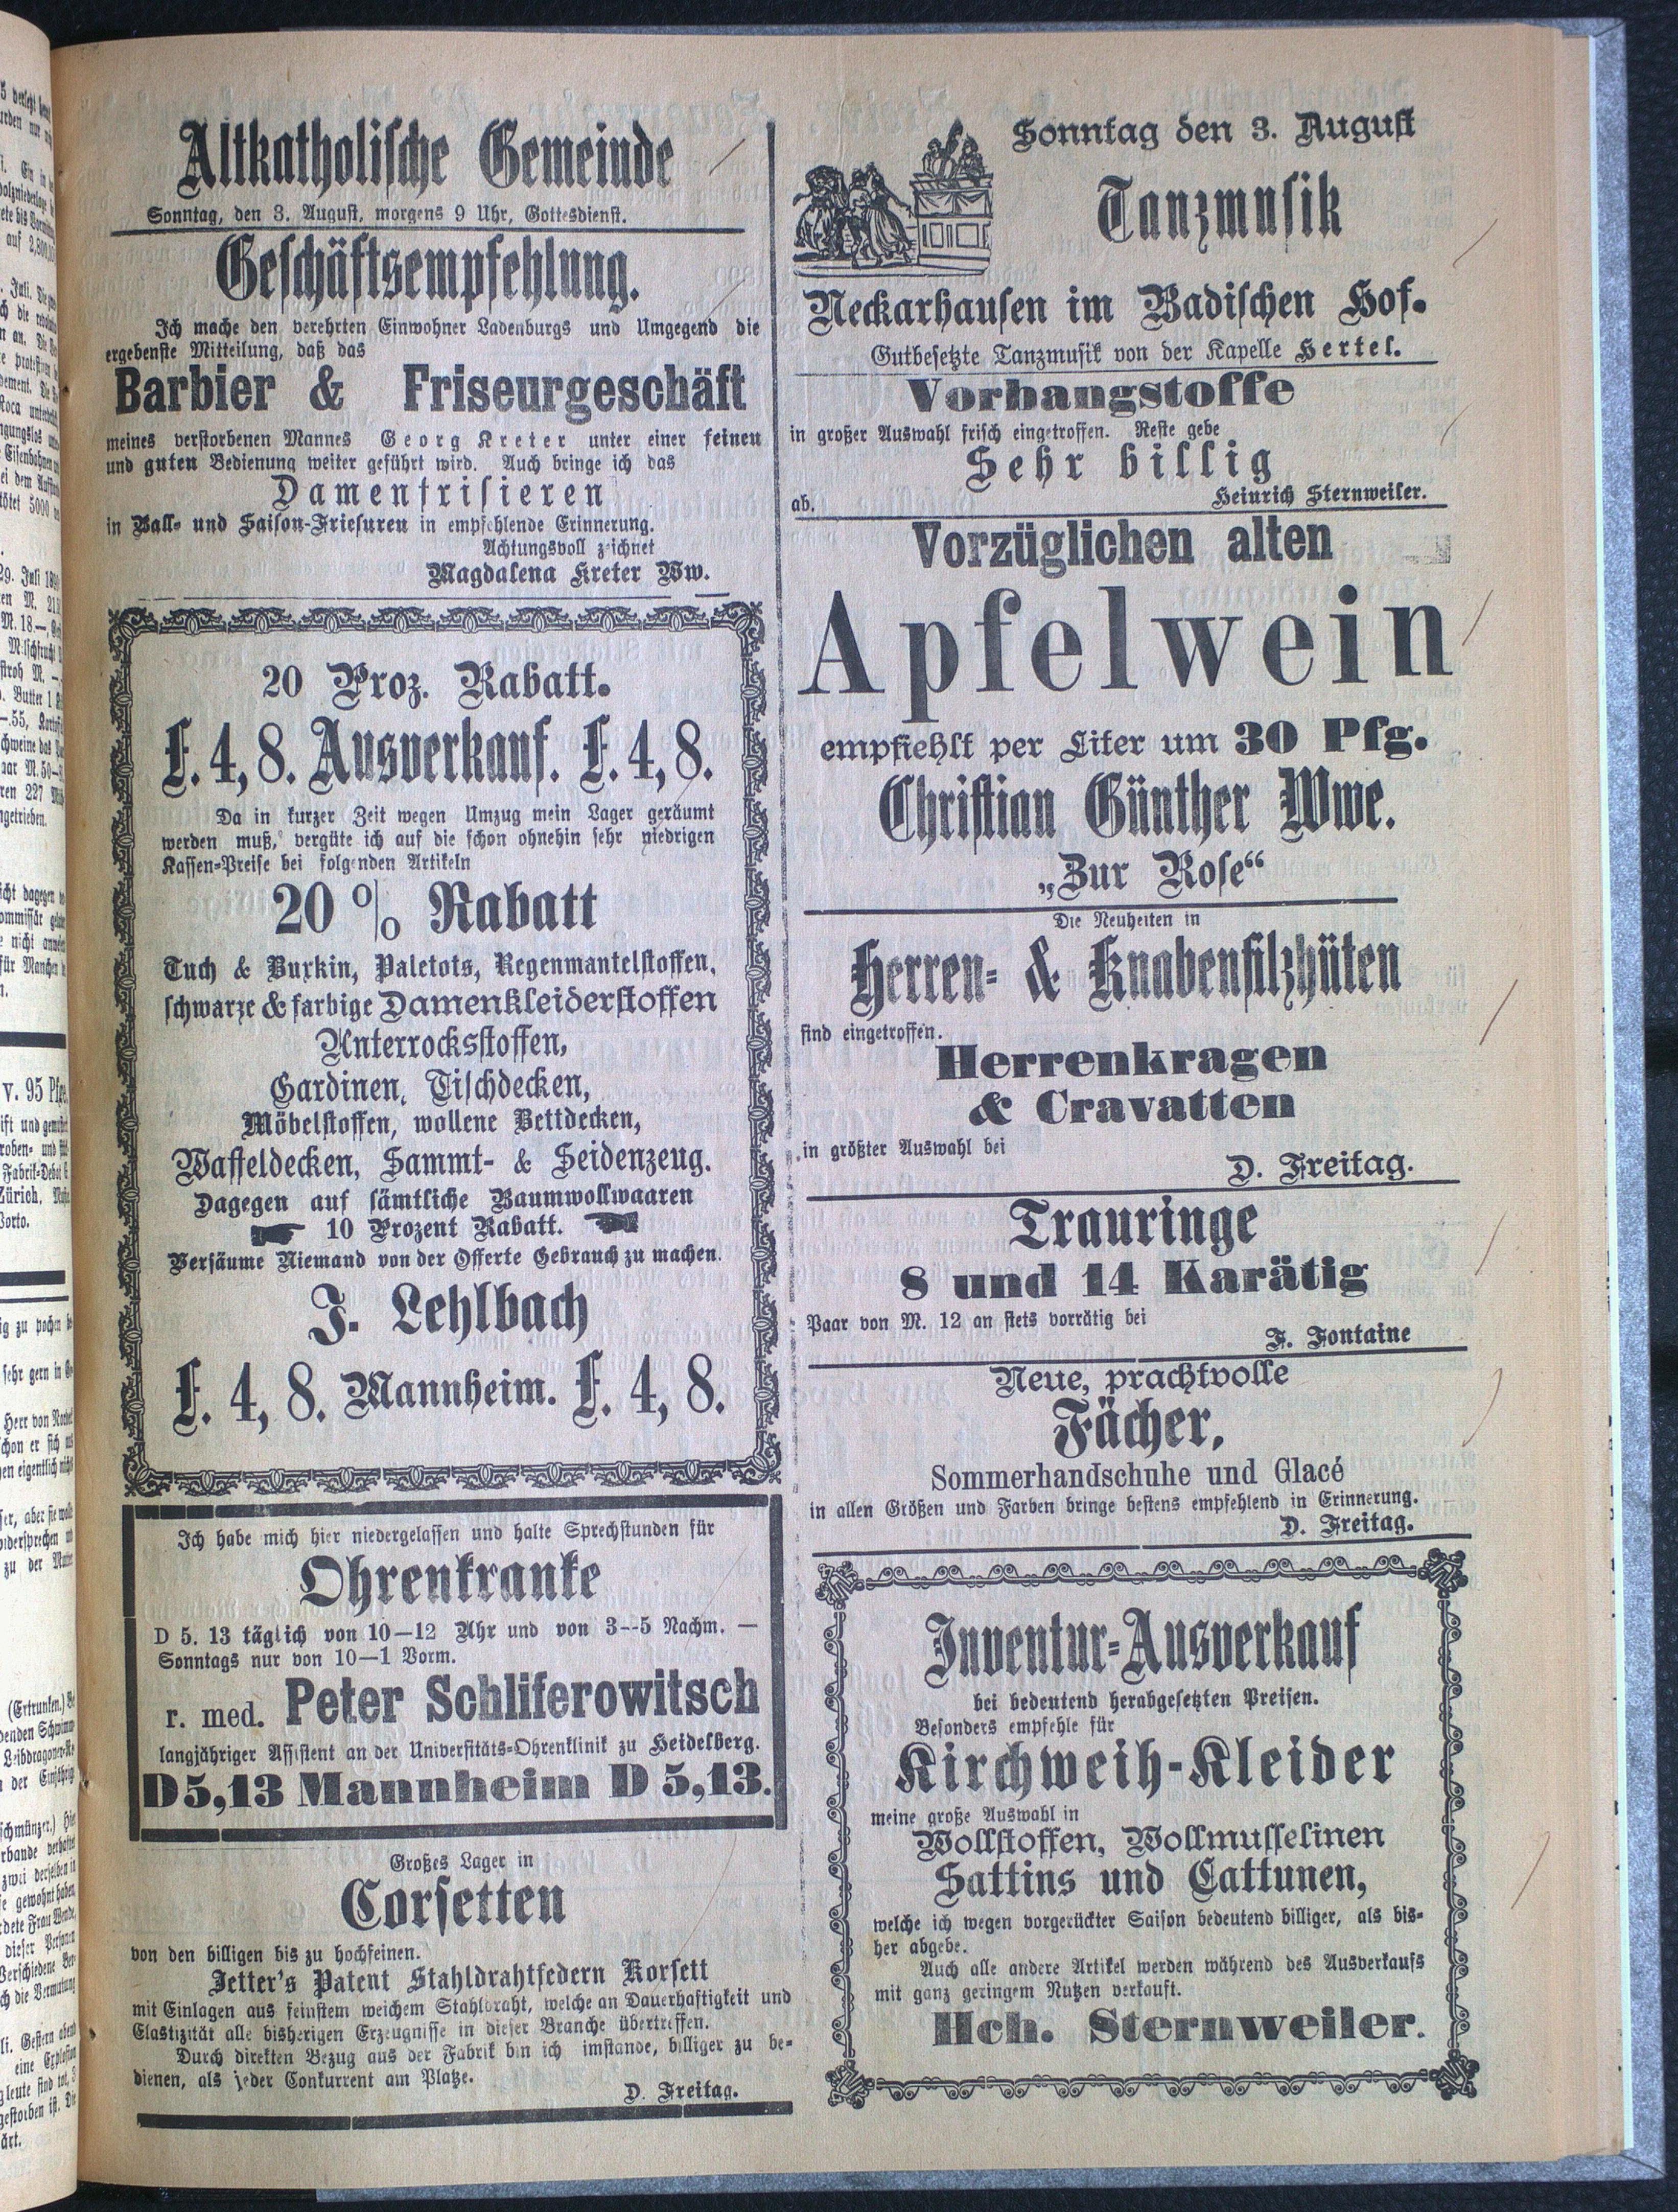 Altkatholische Gemeinde
Sonntag, den 3. August, morgens 9 Uhr, Gottesdienst.
Geschäftsempfehlung.
Ich mache den verehrten Einwohner Ladenburgs und Umgegend die
ergebenste Mitteilung, daß das
Barbier & Friseurgeschäft
meines verstorbenen Mannes Georg Kreter unter einer feinen
und guten Bedienung weiter geführt wird. Auch bringe ich das
Damenfrisieren
in Ball- und Saison-Friesuren in empfehlende Erinnerung.
Achtungsvoll zeichnet
Magdalena Kreter Ww.
20 Proz. Rabatt.
E. 4, 8. Ausverkauf. E. 4, 8.
Da in kurzer Zeit wegen Umzug mein Lager geräumt
werden muß, vergüte ich auf die schon ohnehin sehr niedrigen
Kassen-Preise bei folgenden Artikeln
20 % Rabatt
Tuch & Buxkin, Paletots, Regenmantelstoffen,
schwarze & farbige Damenkleiderstoffen
Unterrocksstoffen,
Gardinen, Tischdecken,
Möbelstoffen, wollene Bettdecken,
Waffeldecken, Sammt- & Seidenzeug.
Dagegen auf sämtliche Baumwollwaaren
10 Prozent Rabatt.
Versäume Niemand von der Offerte Gebrauch zu machen.
J. Lehlbach
E. 4, 8. Mannheim. E. 4, 8.
Ich habe mich hier niedergelassen und halte Sprechstunden für
Ohrenkranke
D 5. 13 täglich von 10—12 Uhr und von 3--5 Nachm. —
Sonntags nur von 10—1 Vorm.
r. med. Peter Schliferowitsch
langjähriger Assistent an der Universitäts-Ohrenklinik zu Heidelberg.
D 5,13 Mannheim D 5,13.
Großes Lager in
Corsetten
von den billigen bis zu hochfeinen.
Jetter's Patent Stahldrahtfedern Korsett
mit Einlagen aus feinstem weichem Stahldraht, welche an Dauerhaftigkeit und
Elastizität alle bisherigen Erzeugnisse in dieser Branche übertreffen.
Durch direkten Bezug aus der Fabrik bin ich imstande, billiger zu be-
dienen, als jeder Conkurrent am Platze.
D. Freitag.
Sonntag den 3. August
Tanzmusik
Neckarhausen im Badischen Hof.
Gutbesetzte Tanzmusik von der Kapelle Hertel.
Vorhangstoffe
in großer Auswahl frisch eingetroffen. Reste gebe
Sehr billig
ab. Heinrich Sternweiler.
Vorzüglichen alten
Apfelwein
empfiehlt per Liter um 30 Pfg.
Christian Günther Wwe.
„Zur Rose“
Die Neuheiten in
Herren- & Knabenfilzhüten
sind eingetroffen.
Herrenkragen
& Cravatten
in größter Auswahl bei
D. Freitag.
Trauringe
8 und 14 Karätig
Paar von M. 12 an stets vorrätig bei
F. Fontaine
Neue, prachtvolle
Fächer,
Sommerhandschuhe und Glacé
in allen Größen und Farben bringe bestens empfehlend in Erinnerung.
D. Freitag.
Inventur-Ausverkauf
bei bedeutend herabgesetzten Preisen.
Besonders empfehle für
Kirchweih-Kleider
meine große Auswahl in
Wollstoffen, Wollmusselinen
Sattins und Cattunen,
welche ich wegen vorgerückter Saison bedeutend billiger, als bis-
her abgebe.
Auch alle andere Artikel werden während des Ausverkaufs
mit ganz geringem Nutzen verkauft.
Hch. Sternweiler.